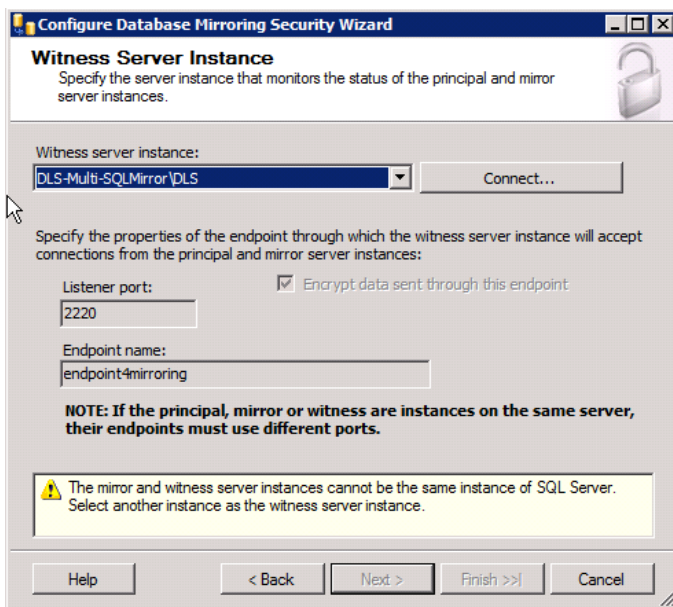 Configure Database Mirroring Security Wizard
Witness Server Instance
Specify the server instance that monitors the status of the principal and mirror
server instances.
Witness server instance:
DLS-Multi-SQLMirror\DLS
Connect...
Specify the properties of the endpoint through which the witness server instance will accept
connections from the principal and mirror server instances:
Listener port:
Encrypt data sent through this endpoint
2220
Endpoint name:
endpoint4mirroring
NOTE: If the principal, mirror or witness are instances on the same server,
their endpoints must use different ports.
The mirror and witness server instances cannot be the same instance of SQL Server.
Select another instance as the witness server instance.
Help
< Back
Next >
Finish >>|
Cancel